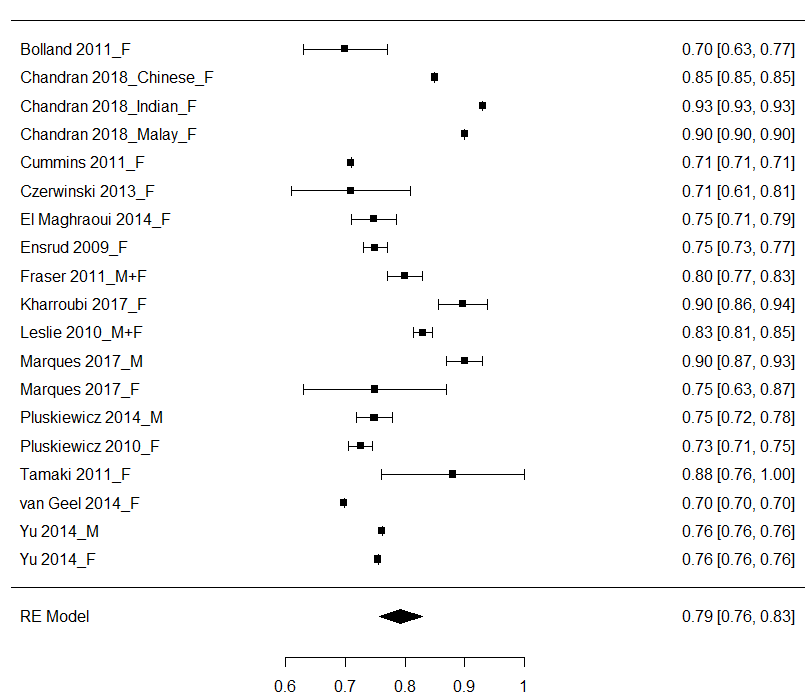 Bolland 2011_F 0.70 [0.63, 0.77]
Chandran 2018_Chinese_F 0.85 [0.85, 0.85]
Chandran 2018_Indian_F 0.93 [0.93, 0.93]
Chandran 2018_Malay_F 0.90 [0.90, 0.90]
Cummins 2011_F 0.71 [0.71, 0.71]
Czerwinski 2013_F 0.71 [0.61, 0.81]
El Maghraoui 2014_F 0.75 [0.71, 0.79]
Ensrud 2009_F 0.75 [0.73, 0.77]
Fraser 2011_M+F 0.80 [0.77, 0.83]
Kharroubi 2017_F 0.90 [0.86, 0.94]
Leslie 2010_M+F 0.83 [0.81, 0.85]
Marques 2017_M 0.90 [0.87, 0.93]
Marques 2017_F 0.75 [0.63, 0.87]
Pluskiewicz 2014_M 0.75 [0.72, 0.78]
Pluskiewicz 2010_F 0.73 [0.71, 0.75]
Tamaki 2011_F 0.88 [0.76, 1.00]
van Geel 2014_F 0.70 [0.70, 0.70]
Yu 2014_M 0.76 [0.76, 0.76]
Yu 2014_F 0.76 [0.76, 0.76]
RE Model 0.79 [0.76, 0.83]
0.6 0.7 0.8 0.9 1